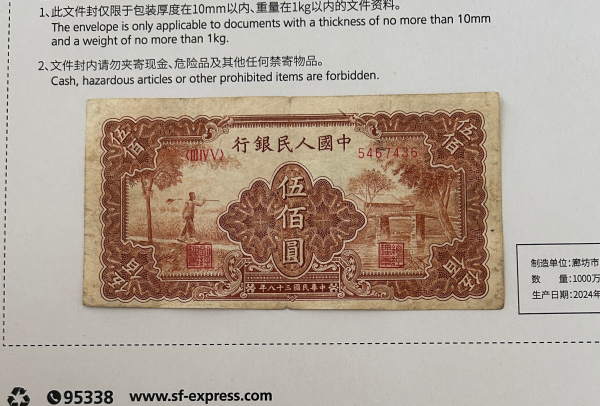 1、此文件封仅限于包装厚度在10mm以内、重量在1kg以内的文件资料。
The envelope is only applicable to documents with a thickness of no more than 10mm
and a weight of no more than 1kg.
2、文件封内请勿夹寄现金、危险品及其他任何禁寄物品。
Cash, hazardous articles or other prohibited items are forbidden.
伍佰
伍佰
行銀民人國中
(ⅢⅣⅤ)
5467436
伍佰圓
伍佰
伍佰
年八十三國民華中
制造单位:廊坊市
数 量:1000万
生产日期:2024年
95338 www.sf-express.com